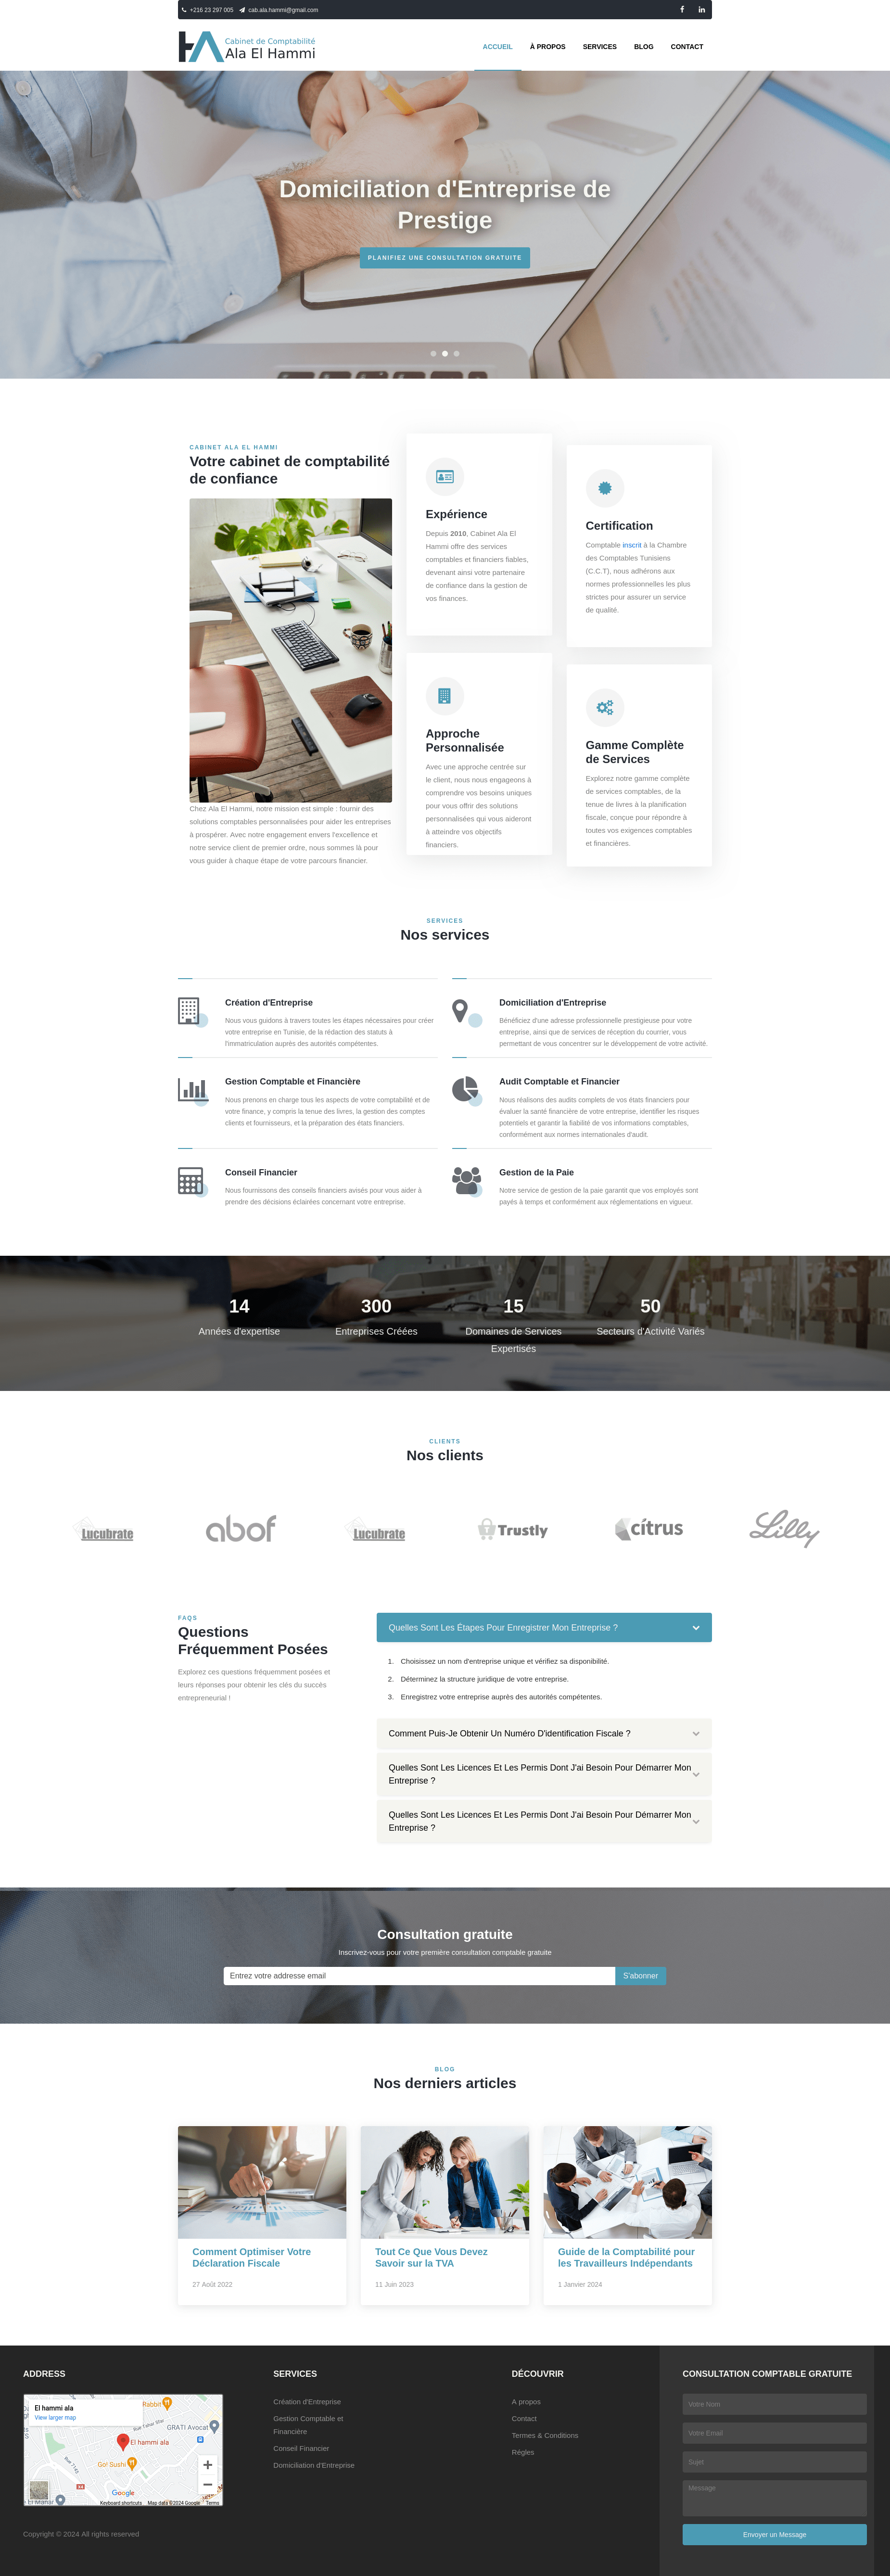 +216 23 297 005 cab.ala.hammi@gmail.com
Cabinet de Comptabilité
Ala El Hammi
ACCUEIL À PROPOS SERVICES BLOG CONTACT
Domiciliation d'Entreprise de
Prestige
PLANIFIEZ UNE CONSULTATION GRATUITE
CABINET ALA EL HAMMI
Votre cabinet de comptabilité
de confiance
Chez Ala El Hammi, notre mission est simple : fournir des
solutions comptables personnalisées pour aider les entreprises
à prospérer. Avec notre engagement envers l'excellence et
notre service client de premier ordre, nous sommes là pour
vous guider à chaque étape de votre parcours financier.
Expérience
Depuis 2010, Cabinet Ala El
Hammi offre des services
comptables et financiers fiables,
devenant ainsi votre partenaire
de confiance dans la gestion de
vos finances.
Certification
Comptable inscrit à la Chambre
des Comptables Tunisiens
(C.C.T), nous adhérons aux
normes professionnelles les plus
strictes pour assurer un service
de qualité.
Approche
Personnalisée
Avec une approche centrée sur
le client, nous nous engageons à
comprendre vos besoins uniques
pour vous offrir des solutions
personnalisées qui vous aideront
à atteindre vos objectifs
financiers.
Gamme Complète
de Services
Explorez notre gamme complète
de services comptables, de la
tenue de livres à la planification
fiscale, conçue pour répondre à
toutes vos exigences comptables
et financières.
SERVICES
Nos services
Création d'Entreprise
Nous vous guidons à travers toutes les étapes nécessaires pour créer
votre entreprise en Tunisie, de la rédaction des statuts à
l'immatriculation auprès des autorités compétentes.
Domiciliation d'Entreprise
Bénéficiez d'une adresse professionnelle prestigieuse pour votre
entreprise, ainsi que de services de réception du courrier, vous
permettant de vous concentrer sur le développement de votre activité.
Gestion Comptable et Financière
Nous prenons en charge tous les aspects de votre comptabilité et de
votre finance, y compris la tenue des livres, la gestion des comptes
clients et fournisseurs, et la préparation des états financiers.
Audit Comptable et Financier
Nous réalisons des audits complets de vos états financiers pour
évaluer la santé financière de votre entreprise, identifier les risques
potentiels et garantir la fiabilité de vos informations comptables,
conformément aux normes internationales d'audit.
Conseil Financier
Nous fournissons des conseils financiers avisés pour vous aider à
prendre des décisions éclairées concernant votre entreprise.
Gestion de la Paie
Notre service de gestion de la paie garantit que vos employés sont
payés à temps et conformément aux réglementations en vigueur.
14
Années d'expertise
300
Entreprises Créées
15
Domaines de Services
Expertisés
50
Secteurs d'Activité Variés
CLIENTS
Nos clients
Lucubrate abof Lucubrate Trustly cítrus Lilly
FAQS
Questions
Fréquemment Posées
Explorez ces questions fréquemment posées et
leurs réponses pour obtenir les clés du succès
entrepreneurial !
Quelles Sont Les Étapes Pour Enregistrer Mon Entreprise ?
1. Choisissez un nom d'entreprise unique et vérifiez sa disponibilité.
2. Déterminez la structure juridique de votre entreprise.
3. Enregistrez votre entreprise auprès des autorités compétentes.
Comment Puis-Je Obtenir Un Numéro D'identification Fiscale ?
Quelles Sont Les Licences Et Les Permis Dont J'ai Besoin Pour Démarrer Mon
Entreprise ?
Quelles Sont Les Licences Et Les Permis Dont J'ai Besoin Pour Démarrer Mon
Entreprise ?
Consultation gratuite
Inscrivez-vous pour votre première consultation comptable gratuite
Entrez votre addresse email S'abonner
BLOG
Nos derniers articles
Comment Optimiser Votre
Déclaration Fiscale
27 Août 2022
Tout Ce Que Vous Devez
Savoir sur la TVA
11 Juin 2023
Guide de la Comptabilité pour
les Travailleurs Indépendants
1 Janvier 2024
ADDRESS
El hammi ala
View larger map
Rabbit
GRATI Avocat
El hammi ala
Go! Sushi
El Manar
Google
Keyboard shortcuts Map data ©2024 Google Terms
Copyright © 2024 All rights reserved
SERVICES
Création d'Entreprise
Gestion Comptable et
Financière
Conseil Financier
Domiciliation d'Entreprise
DÉCOUVRIR
A propos
Contact
Termes & Conditions
Règles
CONSULTATION COMPTABLE GRATUITE
Votre Nom
Votre Email
Sujet
Message
Envoyer un Message